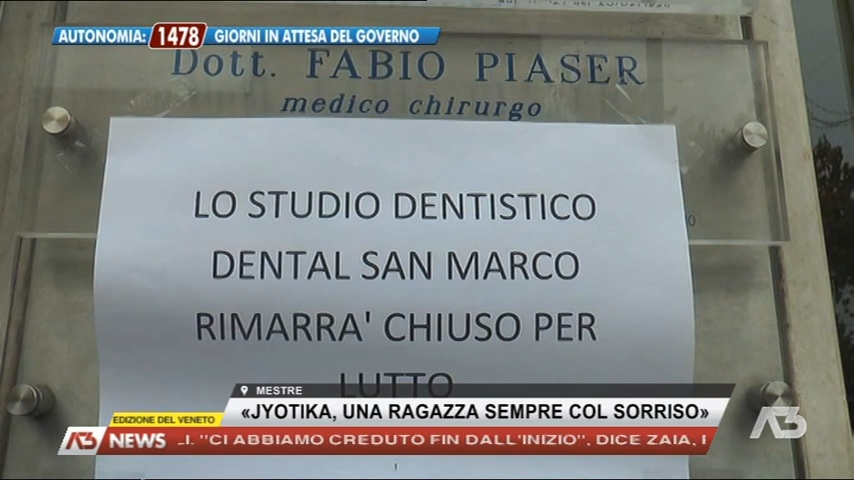 AUTONOMIA: 1478 GIORNI IN ATTESA DEL GOVERNO
Dott. FABIO PIASER
medico chirurgo
LO STUDIO DENTISTICO
DENTAL SAN MARCO
RIMARRA' CHIUSO PER
LUTTO
MESTRE
«JYOTIKA, UNA RAGAZZA SEMPRE COL SORRISO»
EDIZIONE DEL VENETO
A3 NEWS
.I. "CI ABBIAMO CREDUTO FIN DALL'INIZIO", DICE ZAIA,
A3